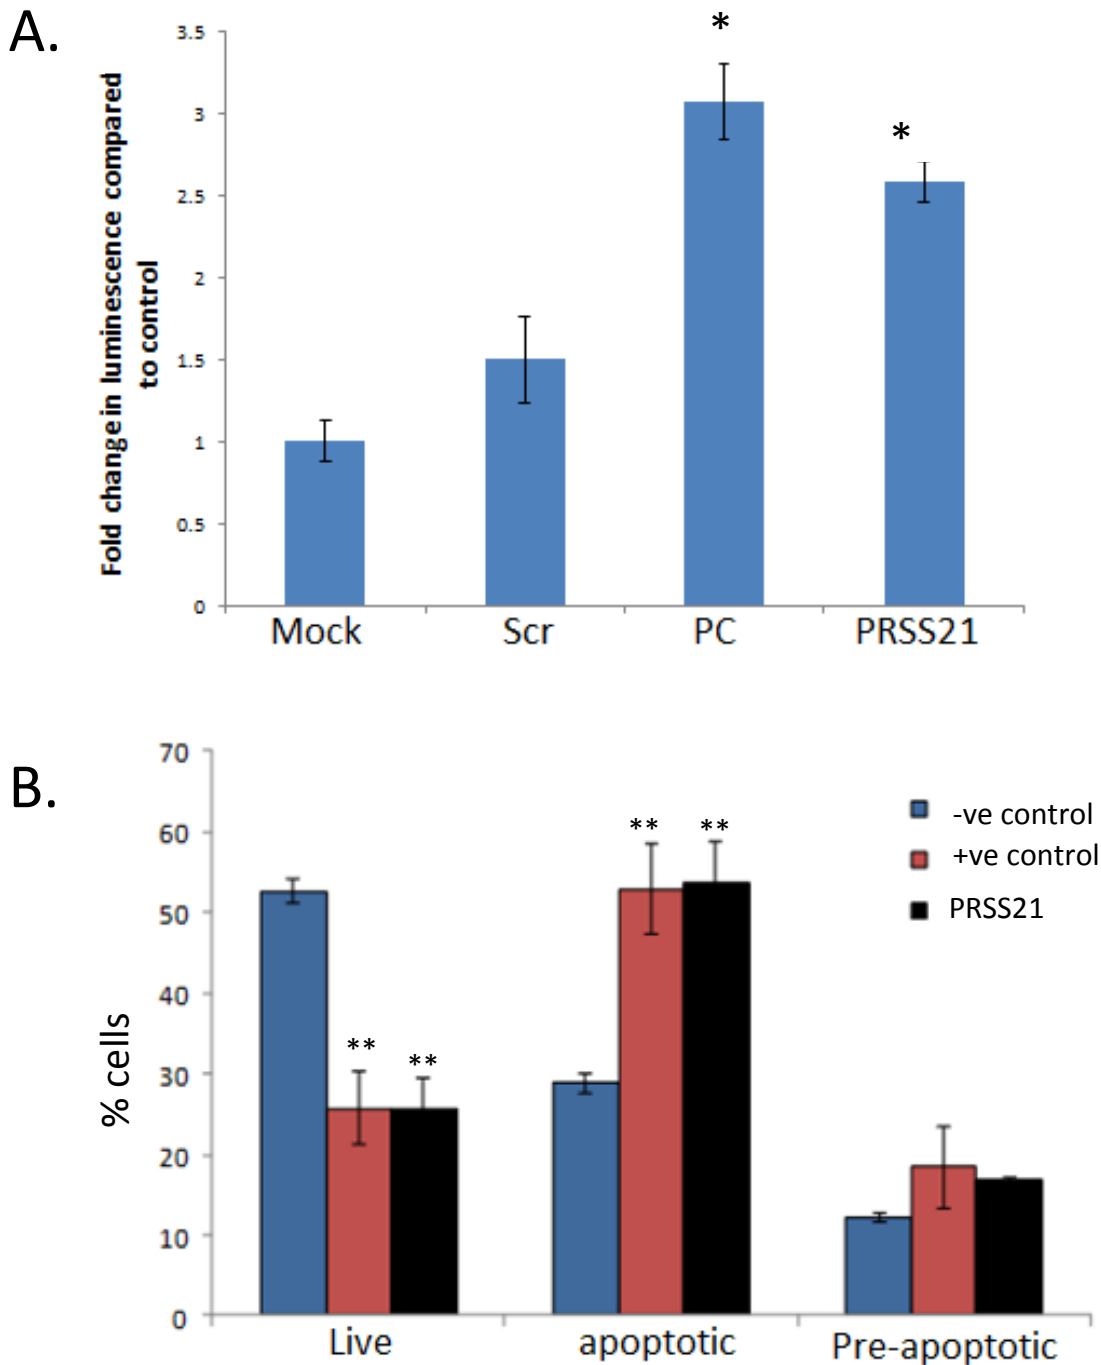 A.
Fold change in luminescence compared
to control
3.5
3
2.5
2
1.5
1
0.5
0
*
*
Mock Scr PC PRSS21
B.
% cells
70
60
50
40
30
20
10
0
** **
** **
-ve control
+ve control
PRSS21
Live apoptotic Pre-apoptotic